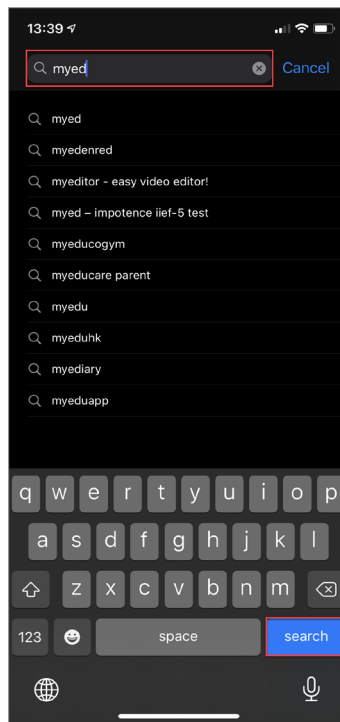 13:39
myed
Cancel
myed
myedenred
myeditor - easy video editor!
myed – impotence iief-5 test
myeducogym
myeducare parent
myedu
myeduhk
myediary
myeduapp
q w e r t y u i o p
a s d f g h j k l
z x c v b n m
123 space search